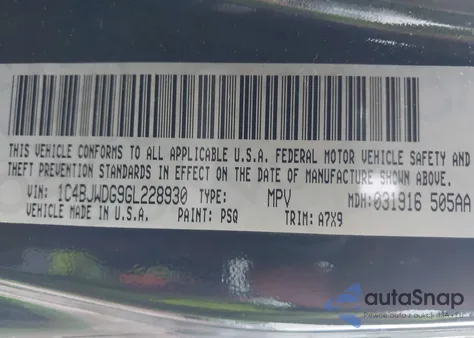 THIS VEHICLE CONFORMS TO ALL APPLICABLE U.S.A. FEDERAL MOTOR VEHICLE SAFETY AND
THEFT PREVENTION STANDARDS IN EFFECT ON THE DATE OF MANUFACTURE SHOWN ABOVE.
VIN: 1C4BJWDG9GL228930 TYPE: MPV MDH: 031916 505AA
VEHICLE MADE IN U.S.A. PAINT: PSQ TRIM: A7X9
autoSnap